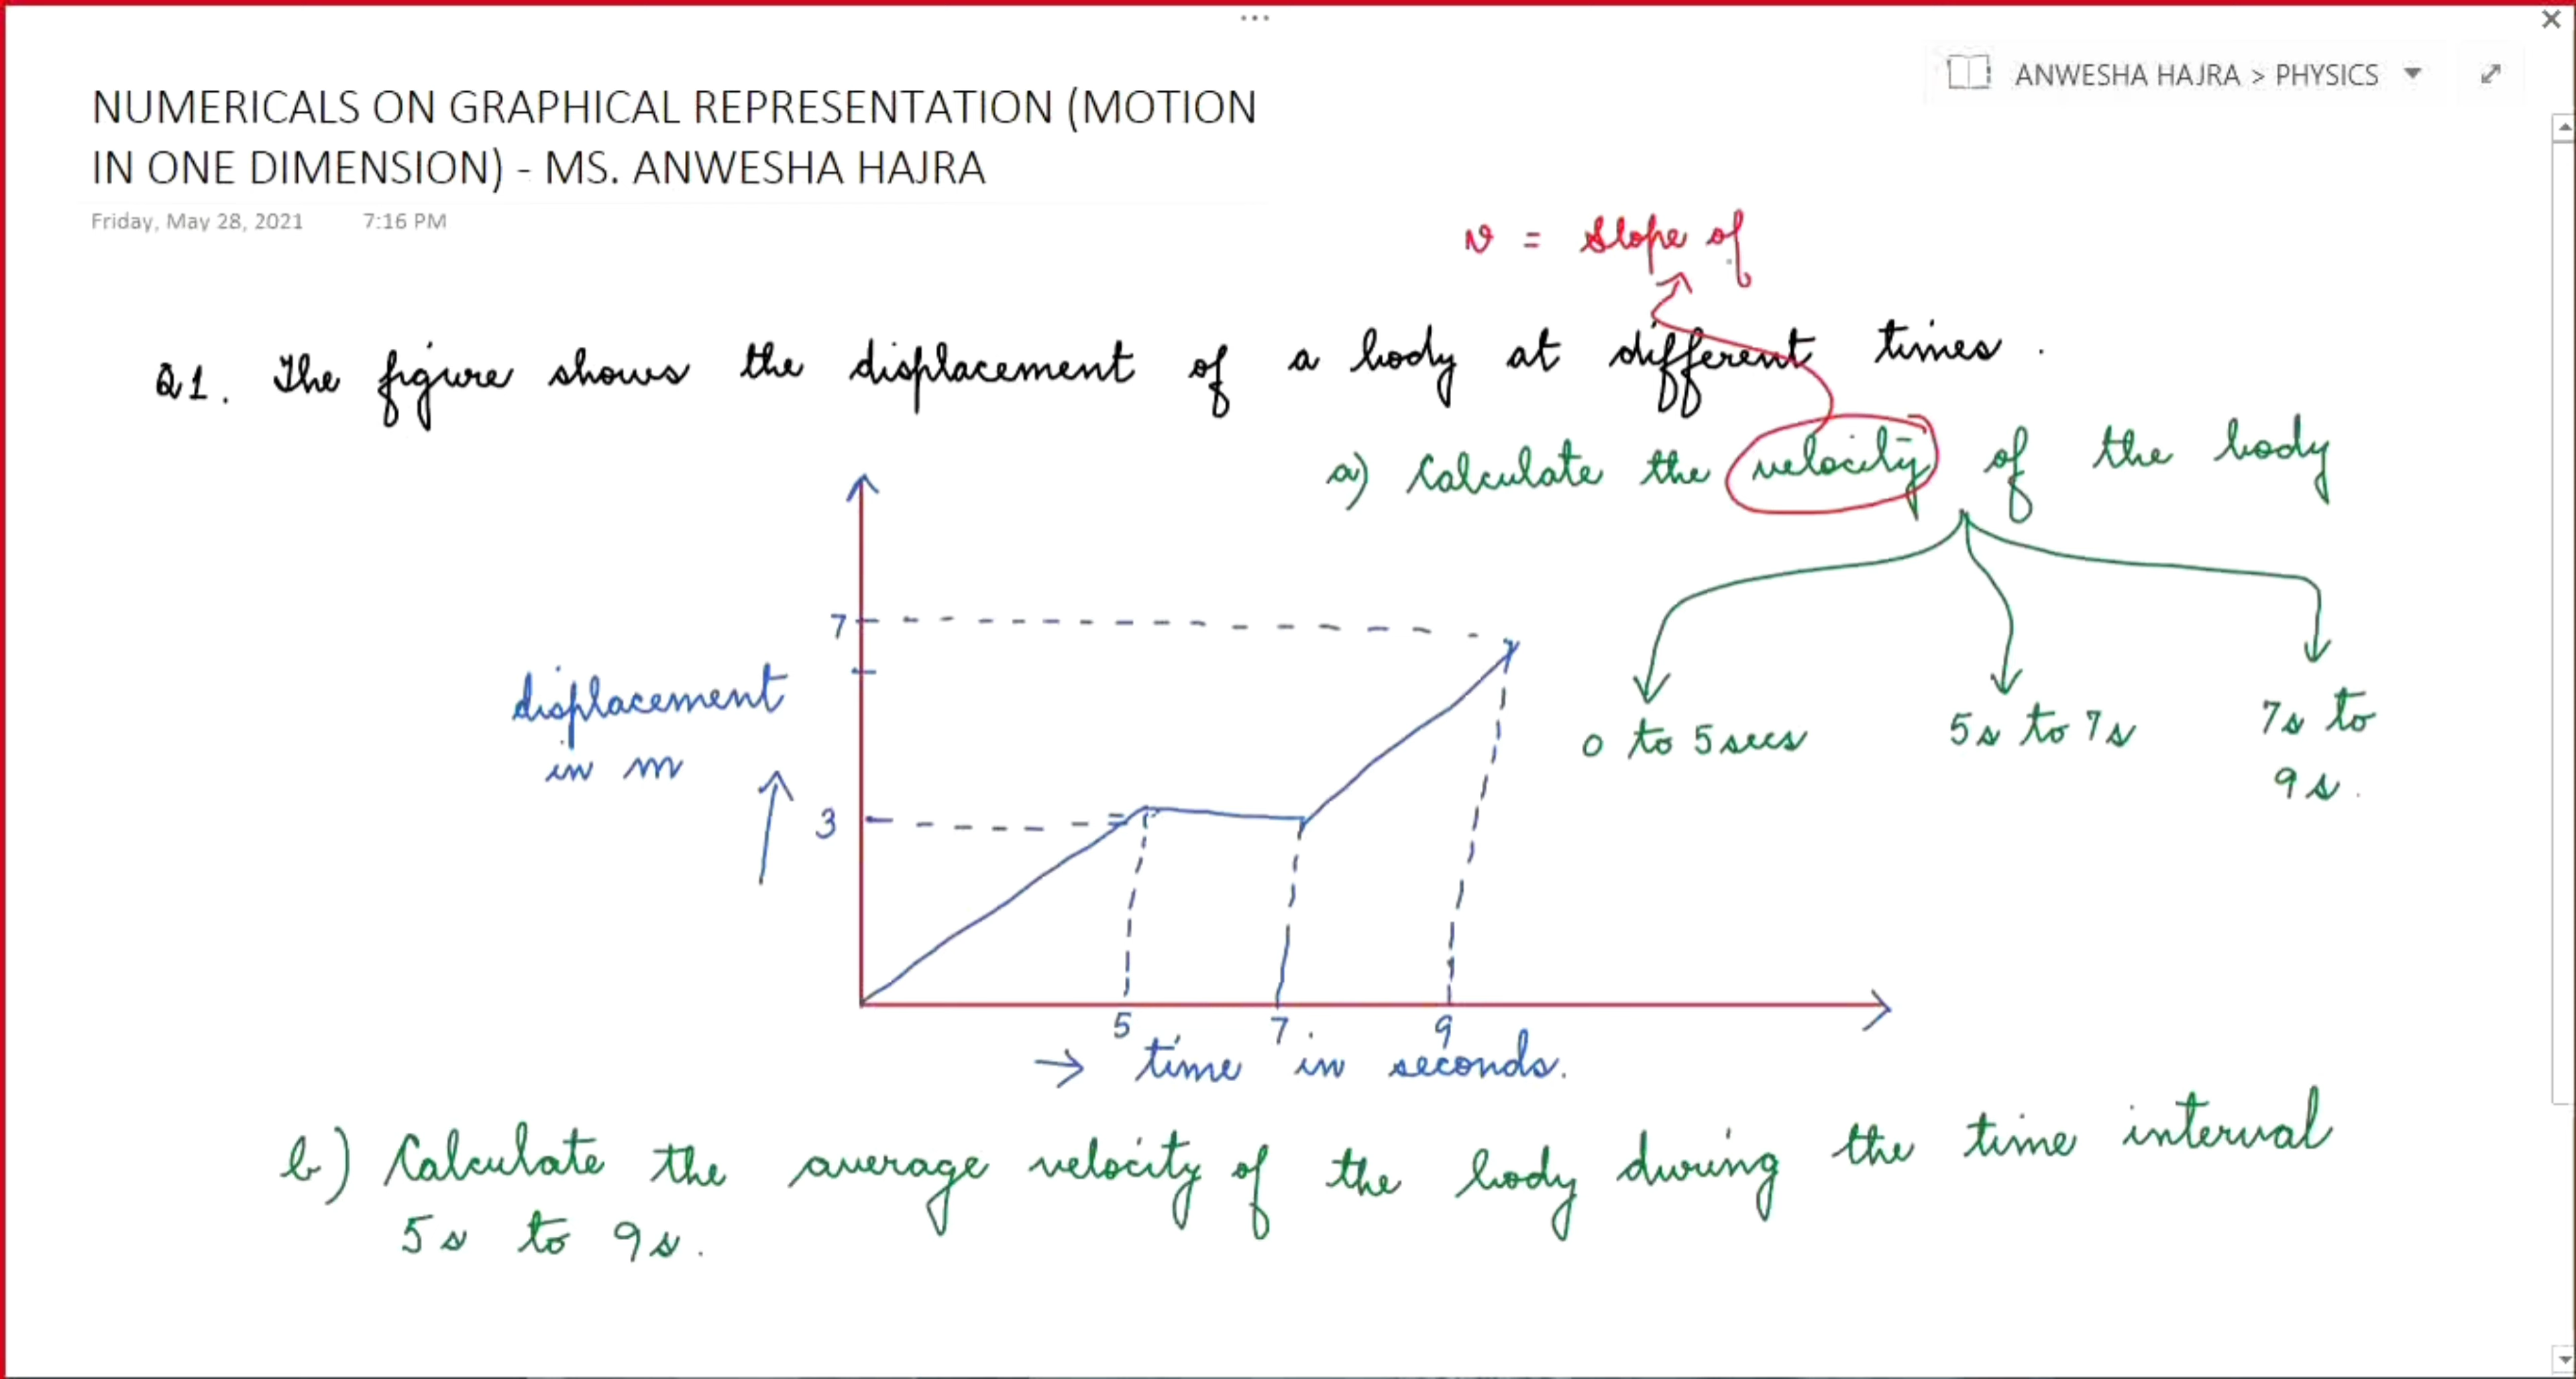 ANWESHA HAJRA > PHYSICS
NUMERICALS ON GRAPHICAL REPRESENTATION (MOTION
IN ONE DIMENSION) - MS. ANWESHA HAJRA
Friday, May 28, 2021 7:16 PM
v = slope of
Q1. The figure shows the displacement of a body at different times.
a) Calculate the velocity of the body
0 to 5 secs
5s to 7s
7s to
9s.
7
displacement
in m
3
5 7 9
→ time in seconds.
b) Calculate the average velocity of the body during the time interval
5s to 9s.